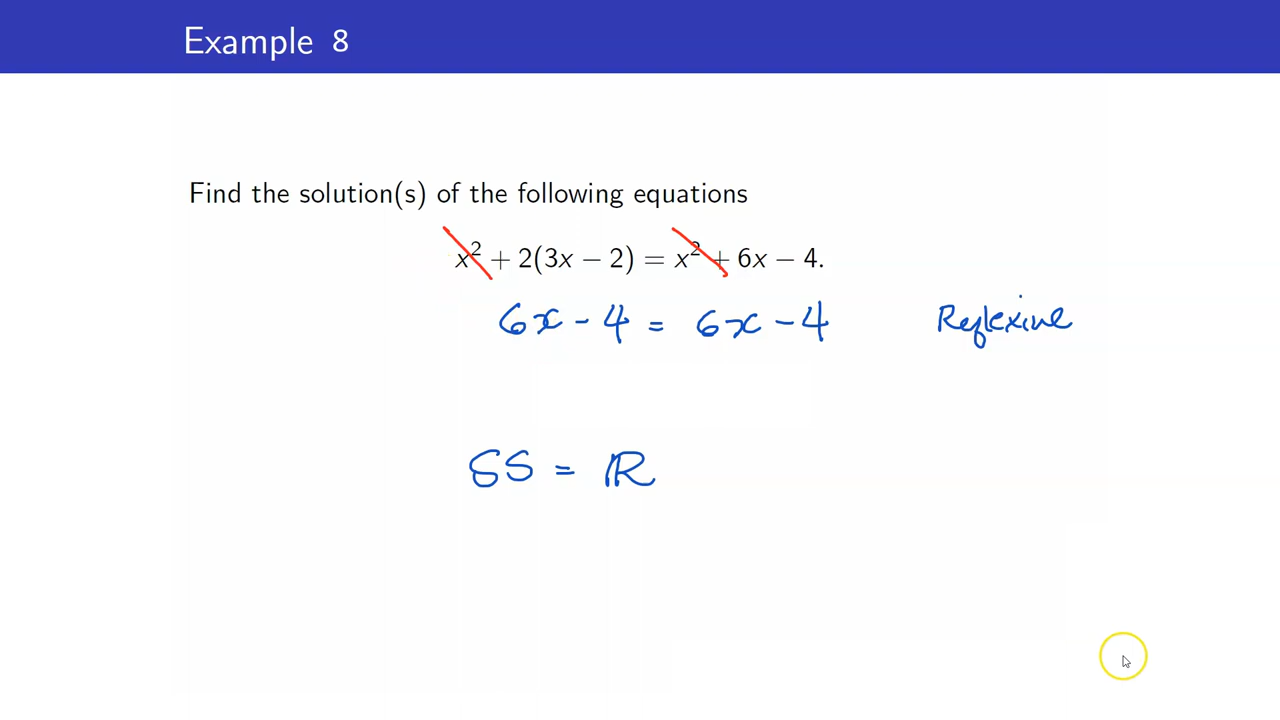 Example 8
Find the solution(s) of the following equations
x² + 2(3x − 2) = x² + 6x − 4.
6x - 4 = 6x - 4 Reflexive
SS = ℝ